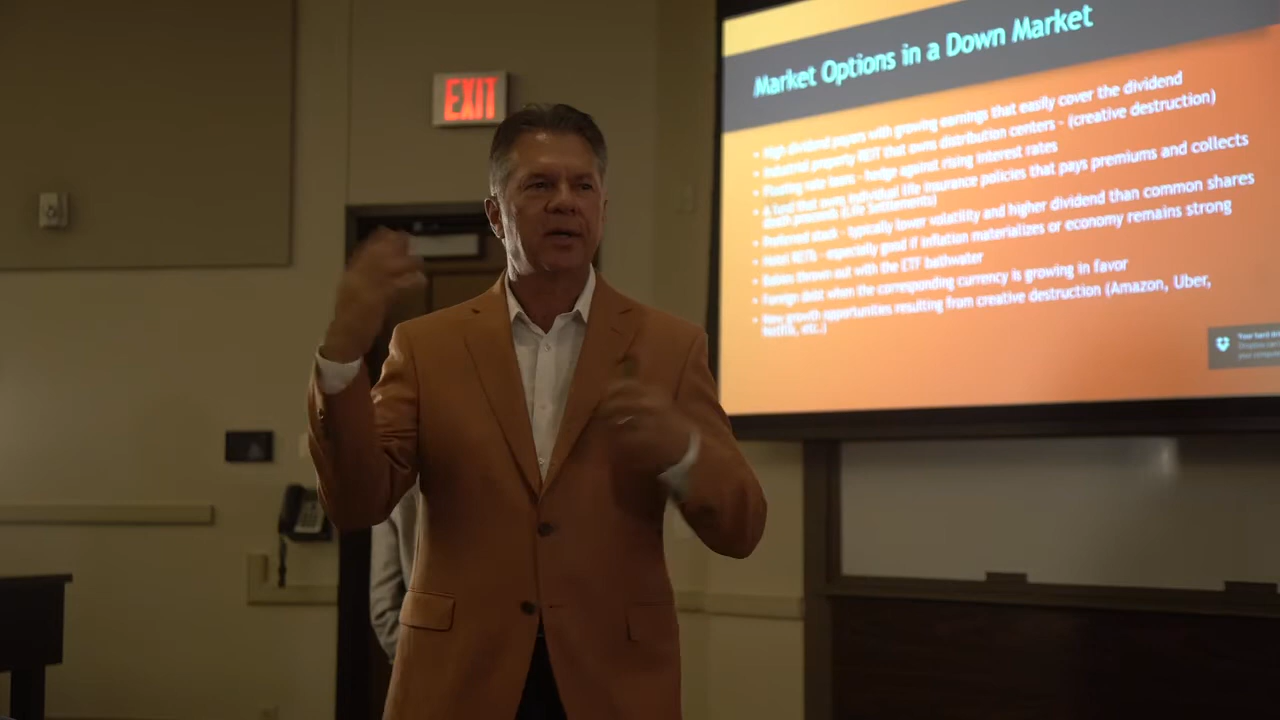 EXIT
Market Options in a Down Market
• High dividend payers with growing earnings that easily cover the dividend
• Industrial property REIT that owns distribution centers - (creative destruction)
• Floating rate loans - hedge against rising interest rates
• A fund that owns individual life insurance policies that pays premiums and collects
death proceeds (Life Settlements)
• Preferred stock - typically lower volatility and higher dividend than common shares
• Hotel REITs - especially good if inflation materializes or economy remains strong
• Babies thrown out with the ETF bathwater
• Foreign debt when the corresponding currency is growing in favor
• New growth opportunities resulting from creative destruction (Amazon, Uber,
Netflix, etc.)
Your hard
Dropbox